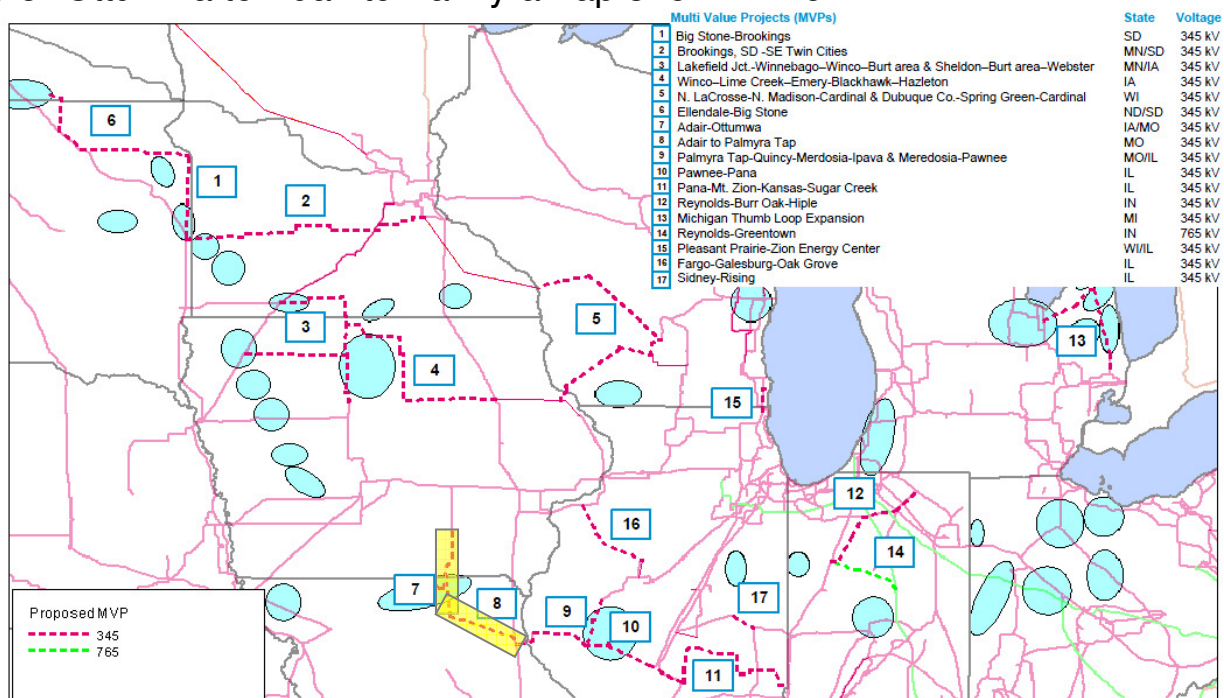 Multi Value Projects (MVPs) State Voltage
1 Big Stone-Brookings SD 345 kV
2 Brookings, SD -SE Twin Cities MN/SD 345 kV
3 Lakefield Jct.-Winnebago–Winco–Burt area & Sheldon–Burt area–Webster MN/IA 345 kV
4 Winco–Lime Creek–Emery-Blackhawk–Hazleton IA 345 kV
5 N. LaCrosse-N. Madison-Cardinal & Dubuque Co.-Spring Green-Cardinal WI 345 kV
6 Ellendale-Big Stone ND/SD 345 kV
7 Adair-Ottumwa IA/MO 345 kV
8 Adair to Palmyra Tap MO 345 kV
9 Palmyra Tap-Quincy-Merdosia-Ipava & Meredosia-Pawnee MO/IL 345 kV
10 Pawnee-Pana IL 345 kV
11 Pana-Mt. Zion-Kansas-Sugar Creek IL 345 kV
12 Reynolds-Burr Oak-Hiple IN 345 kV
13 Michigan Thumb Loop Expansion MI 345 kV
14 Reynolds-Greentown IN 765 kV
15 Pleasant Prairie-Zion Energy Center WI/IL 345 kV
16 Fargo-Galesburg-Oak Grove IL 345 kV
17 Sidney-Rising IL 345 kV
6
1
2
3
5
13
4
15
12
16
14
7
8
9
10
17
11
Proposed MVP
345
765